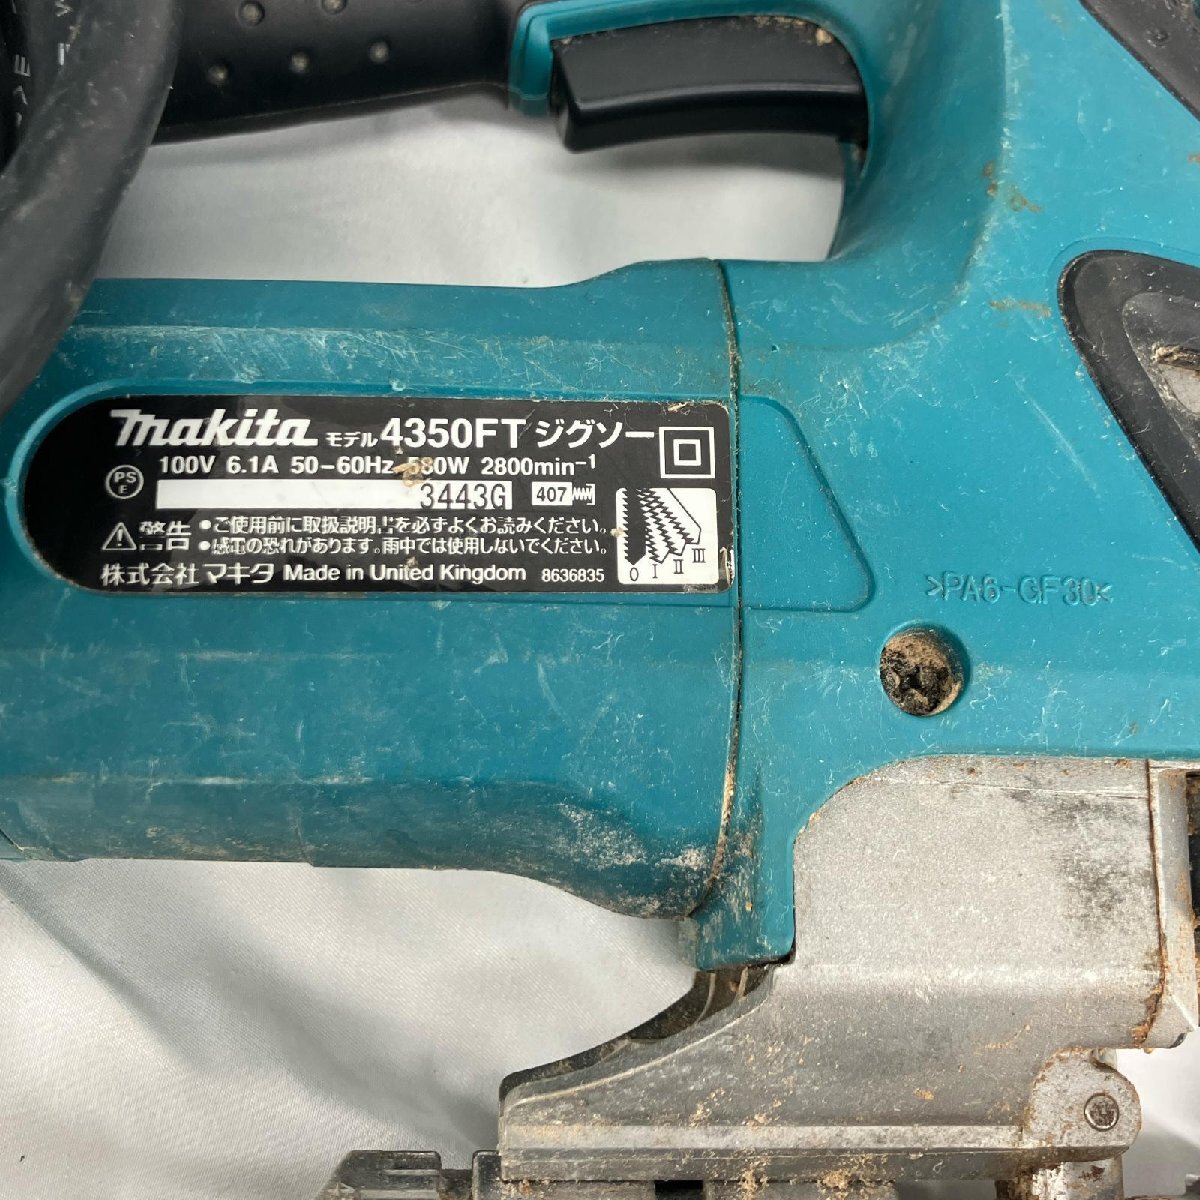 makita モデル 4350FT ジグソー
100V 6.1A 50-60Hz 580W 2800min⁻¹
PS E
3443G 407
警告 •ご使用前に取扱説明書を必ずよくお読みください。
•感電の恐れがあります。雨中では使用しないでください。
株式会社 マキタ Made in United Kingdom 8636835
0 I II III
>PA6-GF30<